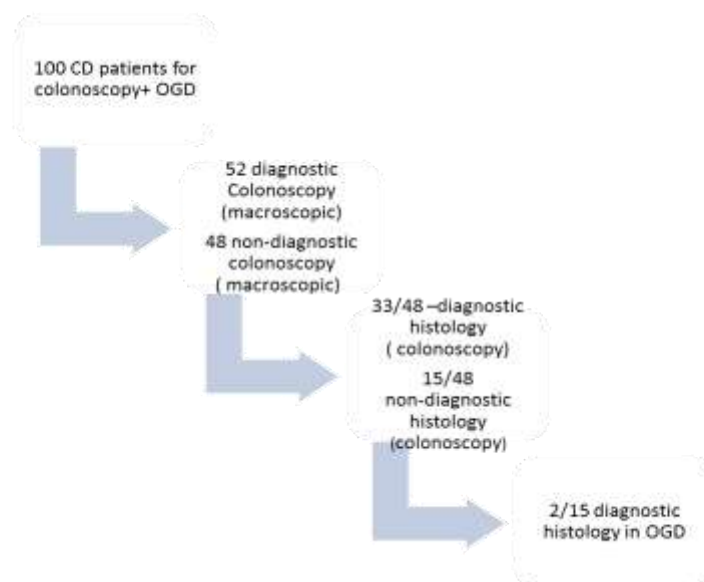 100 CD patients for
colonoscopy+ OGD
52 diagnostic
Colonoscopy
(macroscopic)
48 non-diagnostic
colonoscopy
( macroscopic)
33/48 –diagnostic
histology
( colonoscopy)
15/48
non-diagnostic
histology
(colonoscopy)
2/15 diagnostic
histology in OGD